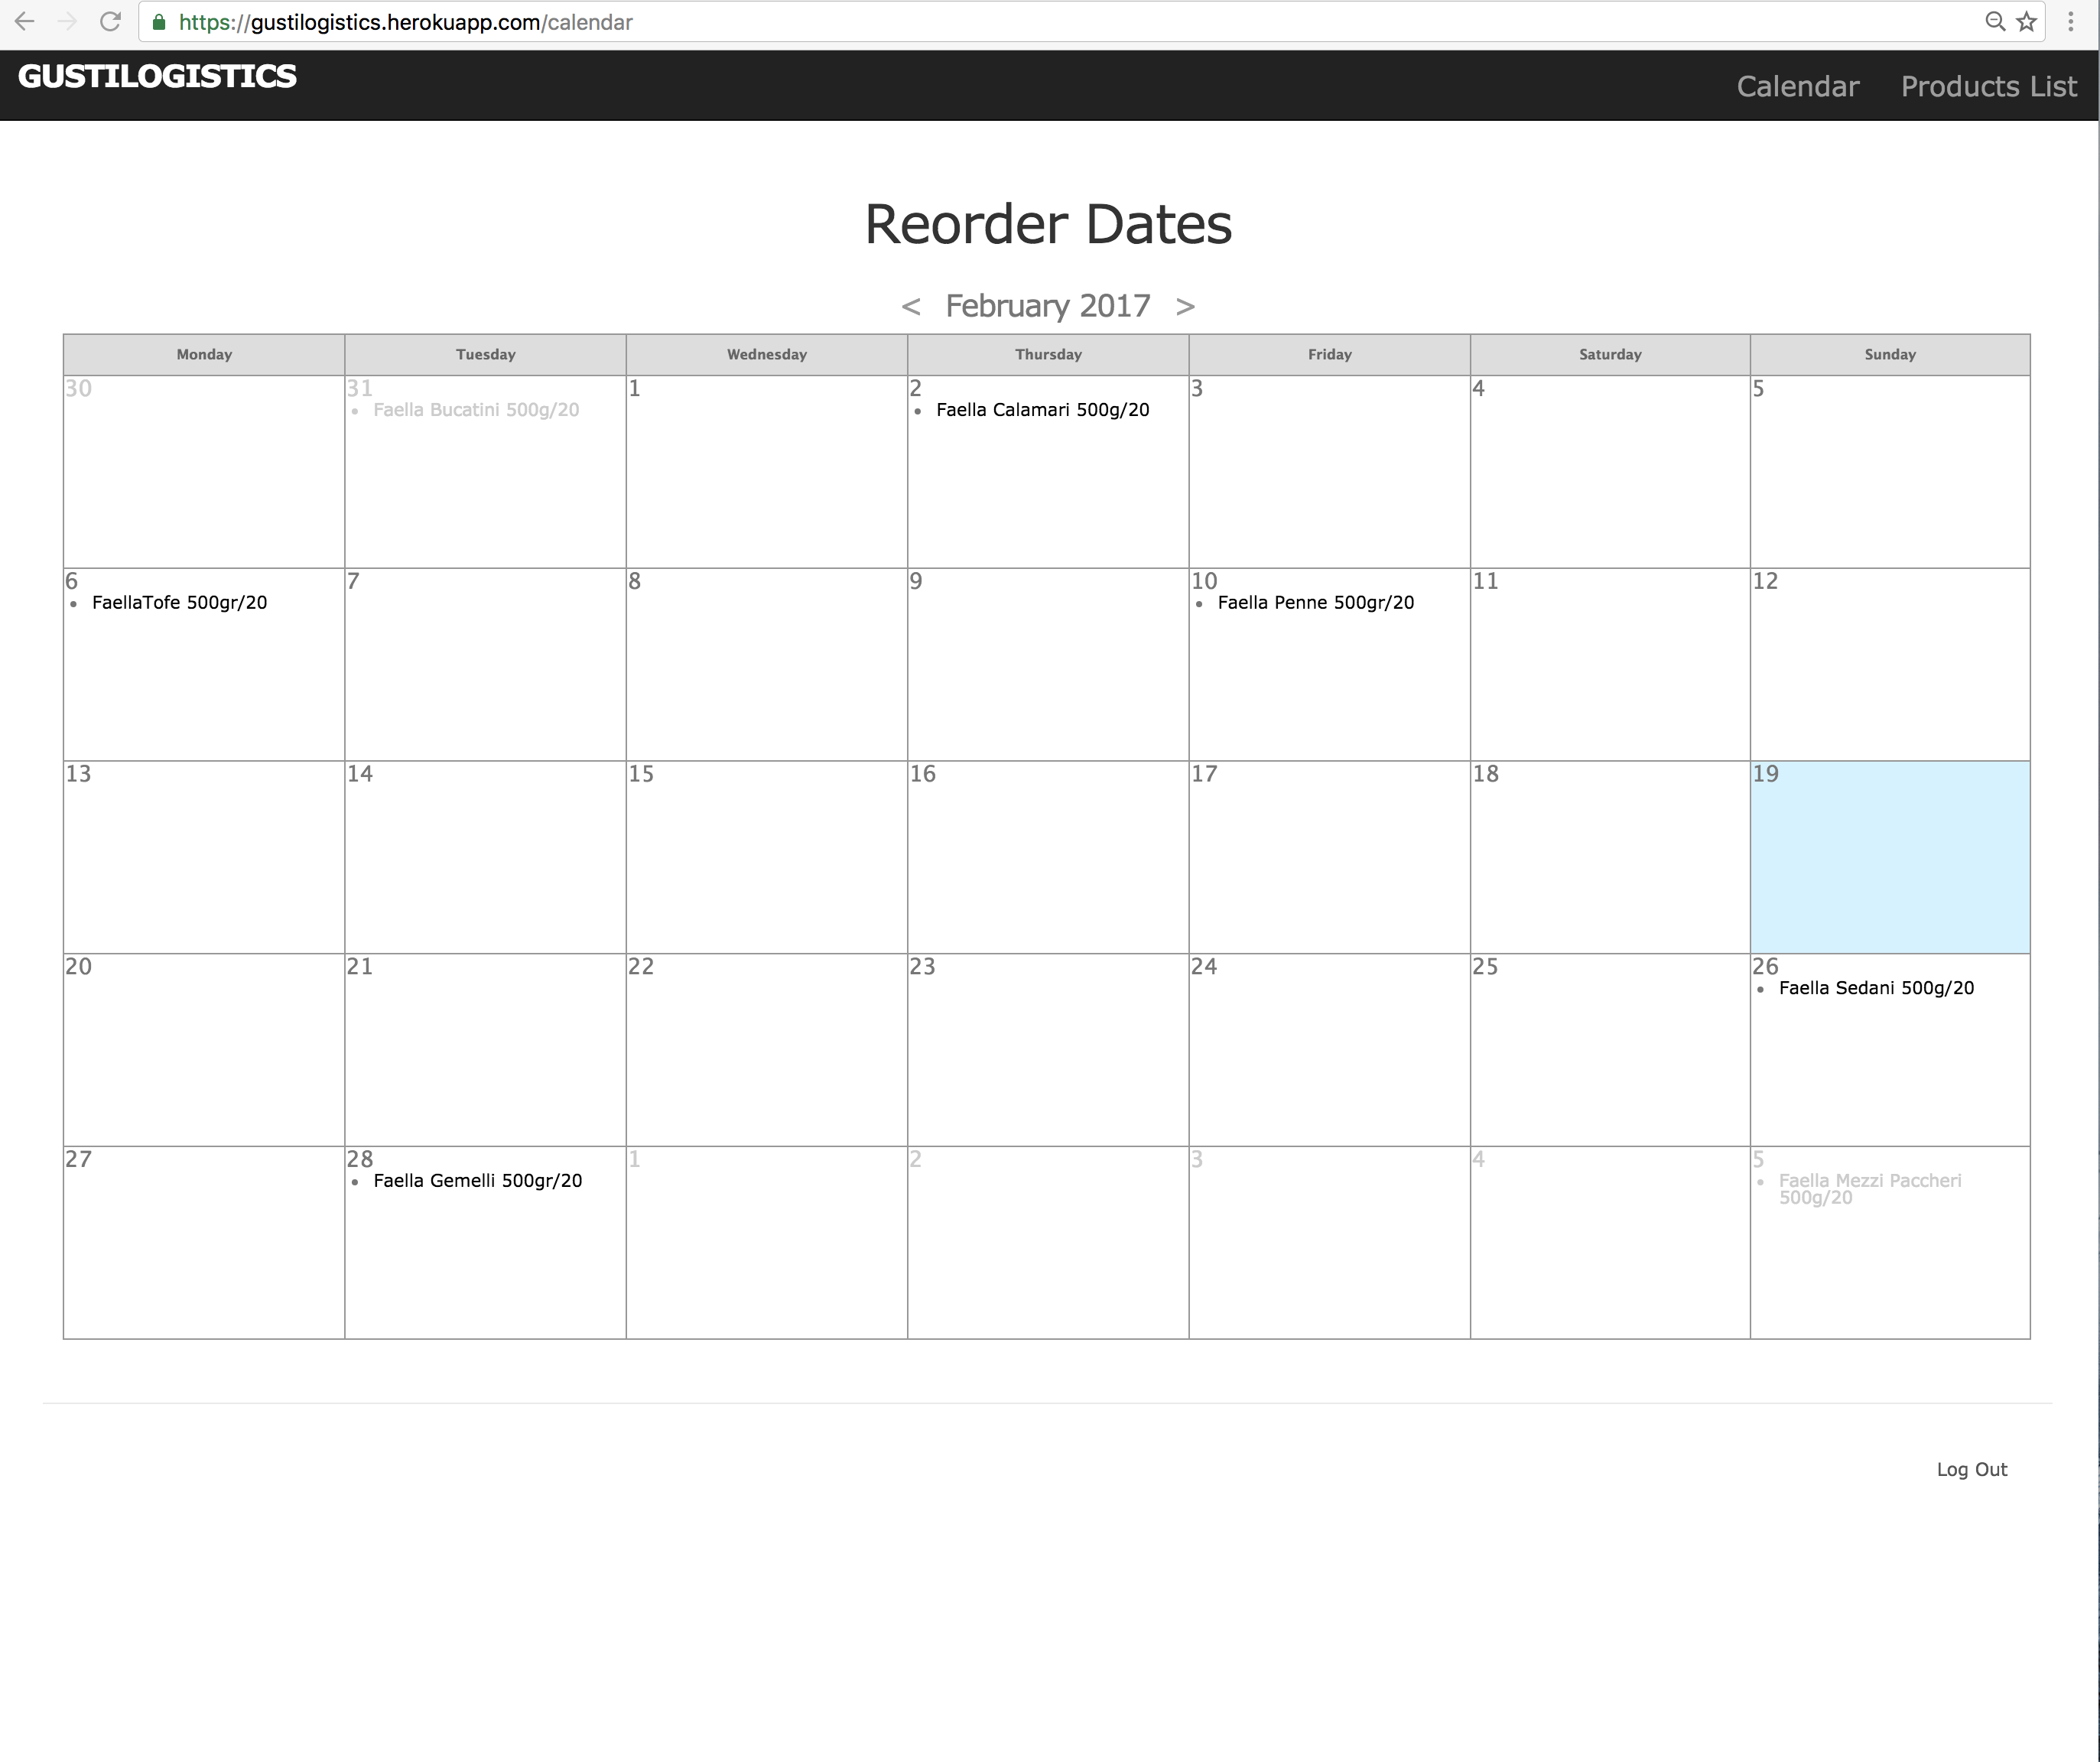 https://gustilogistics.herokuapp.com/calendar
GUSTILOGISTICS
Calendar Products List
Reorder Dates
< February 2017 >
Monday Tuesday Wednesday Thursday Friday Saturday Sunday
30 31 1 2 3 4 5
Faella Bucatini 500g/20 Faella Calamari 500g/20
6 7 8 9 10 11 12
FaellaTofe 500gr/20 Faella Penne 500gr/20
13 14 15 16 17 18 19
20 21 22 23 24 25 26
Faella Sedani 500g/20
27 28 1 2 3 4 5
Faella Gemelli 500gr/20 Faella Mezzi Paccheri
500g/20
Log Out